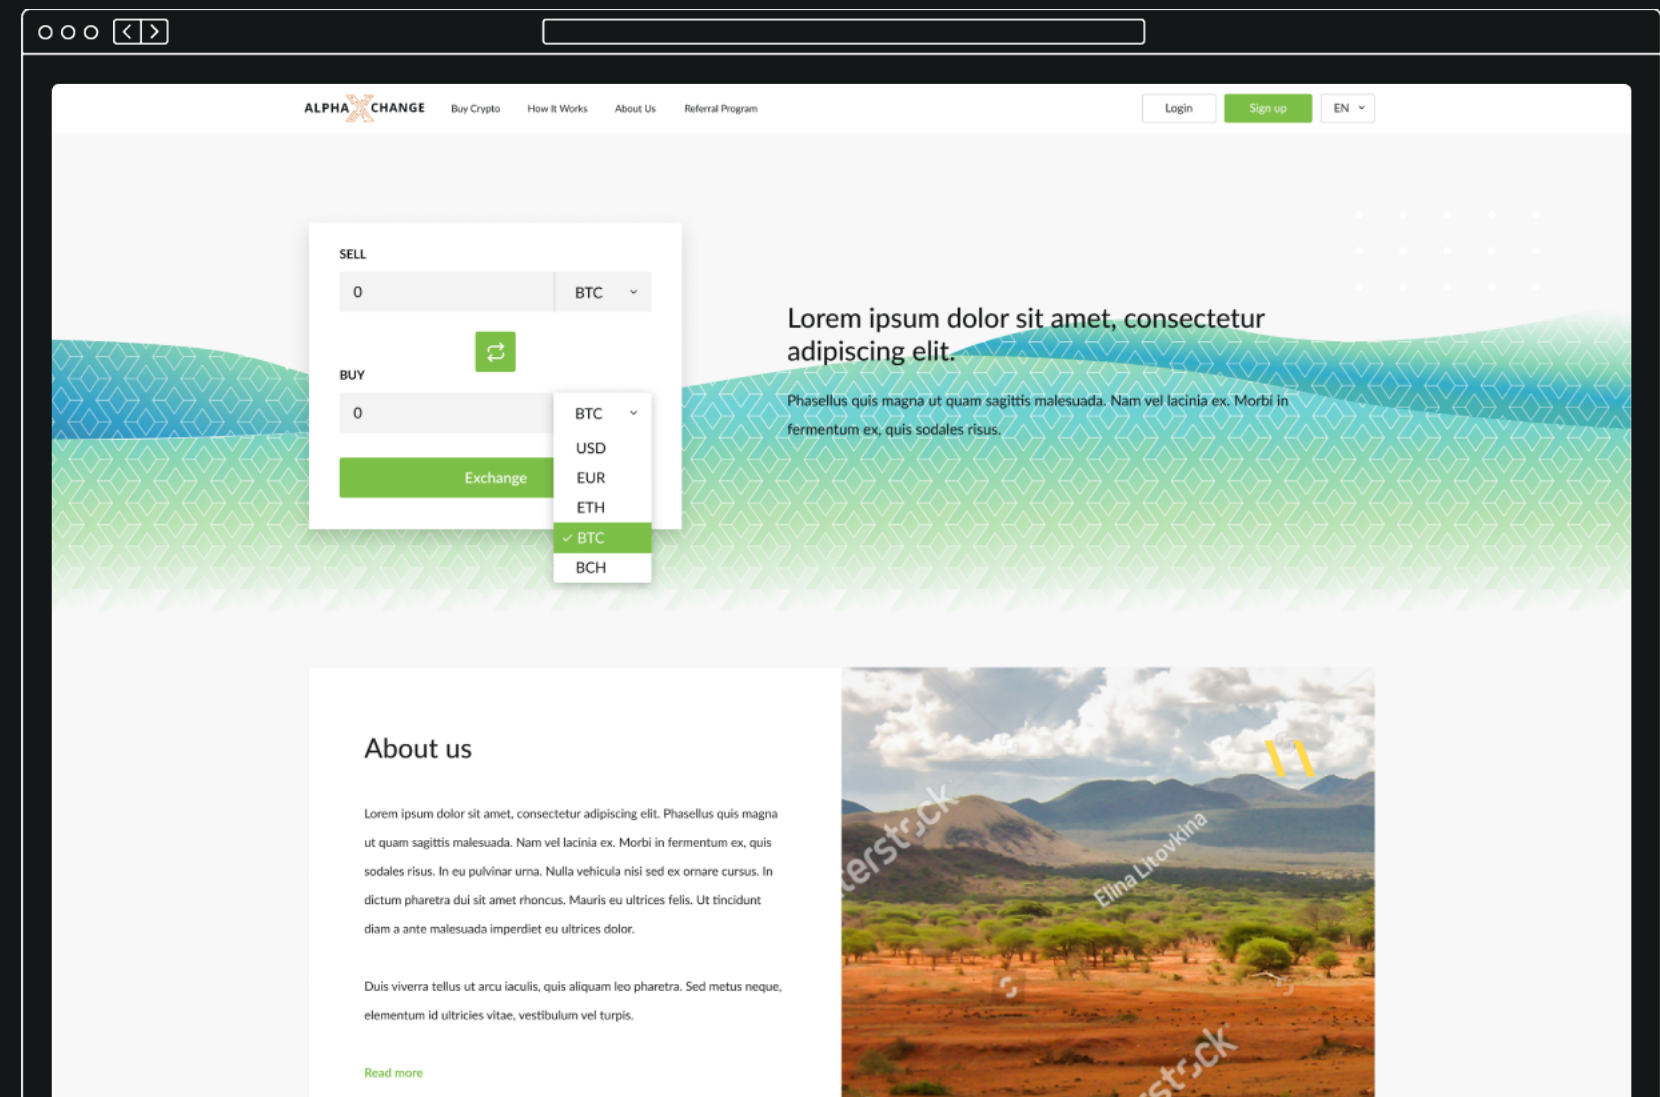 ALPHA XCHANGE
Buy Crypto
How It Works
About Us
Referral Program
Login
Sign up
EN
SELL
0
BTC
BUY
0
BTC
USD
EUR
ETH
BTC
BCH
Exchange
Lorem ipsum dolor sit amet, consectetur
adipiscing elit.
Phasellus quis magna ut quam sagittis malesuada. Nam vel lacinia ex. Morbi in
fermentum ex, quis sodales risus.
About us
Lorem ipsum dolor sit amet, consectetur adipiscing elit. Phasellus quis magna
ut quam sagittis malesuada. Nam vel lacinia ex. Morbi in fermentum ex, quis
sodales risus. In eu pulvinar urna. Nulla vehicula nisi sed ex ornare cursus. In
dictum pharetra dui sit amet rhoncus. Mauris eu ultrices felis. Ut tincidunt
diam a ante malesuada imperdiet eu ultrices dolor.
Duis viverra tellus ut arcu iaculis, quis aliquam leo pharetra. Sed metus neque,
elementum id ultricies vitae, vestibulum vel turpis.
Read more
Elina Litovkina